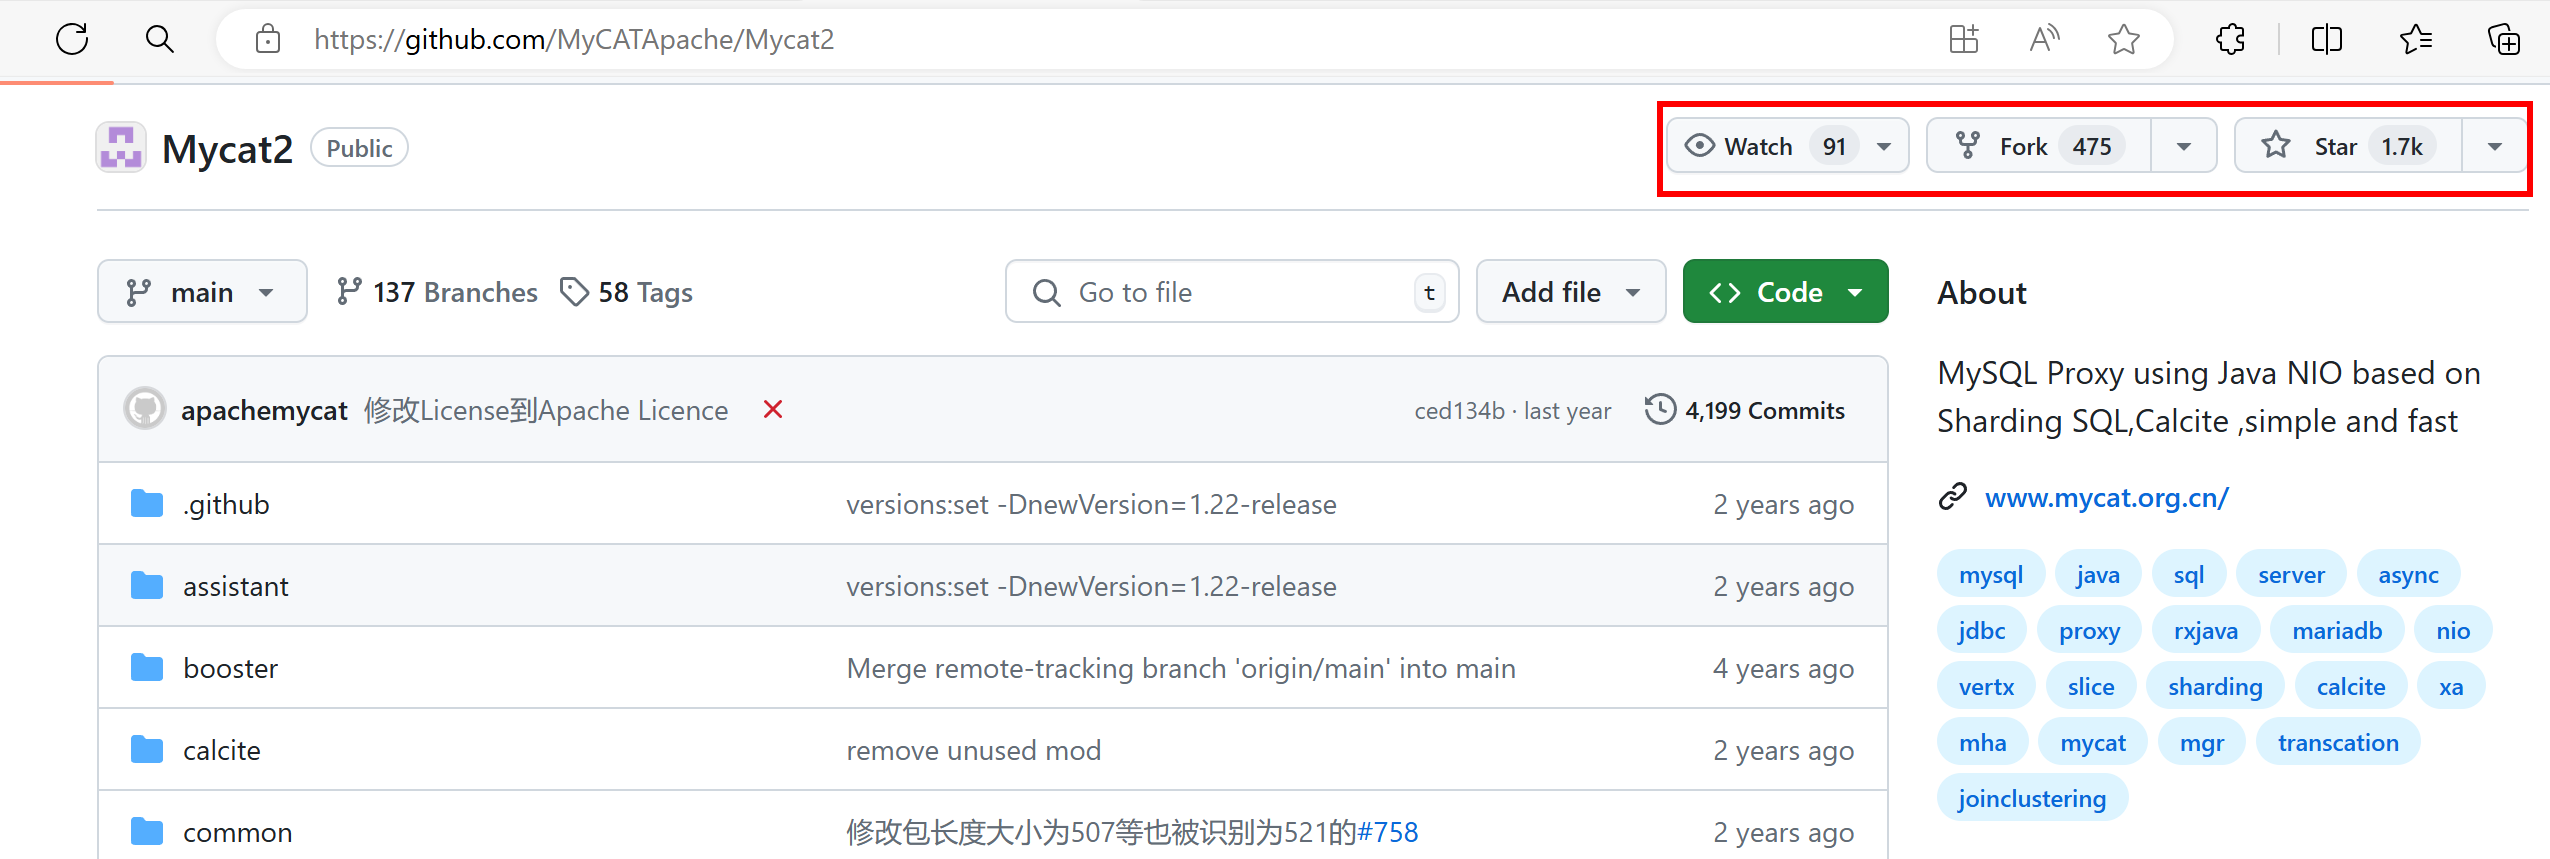 https://github.com/MyCATApache/Mycat2
Mycat2 Public Watch 91 Fork 475 Star 1.7k
main 137 Branches 58 Tags Go to file t Add file Code
About
MySQL Proxy using Java NIO based on
Sharding SQL,Calcite ,simple and fast
www.mycat.org.cn/
mysql java sql server async
jdbc proxy rxjava mariadb nio
vertx slice sharding calcite xa
mha mycat mgr transcation
joinclustering
apachemycat 修改License到Apache Licence ced134b · last year 4,199 Commits
.github versions:set -DnewVersion=1.22-release 2 years ago
assistant versions:set -DnewVersion=1.22-release 2 years ago
booster Merge remote-tracking branch 'origin/main' into main 4 years ago
calcite remove unused mod 2 years ago
common 修改包长度大小为507等也被识别为521的#758 2 years ago